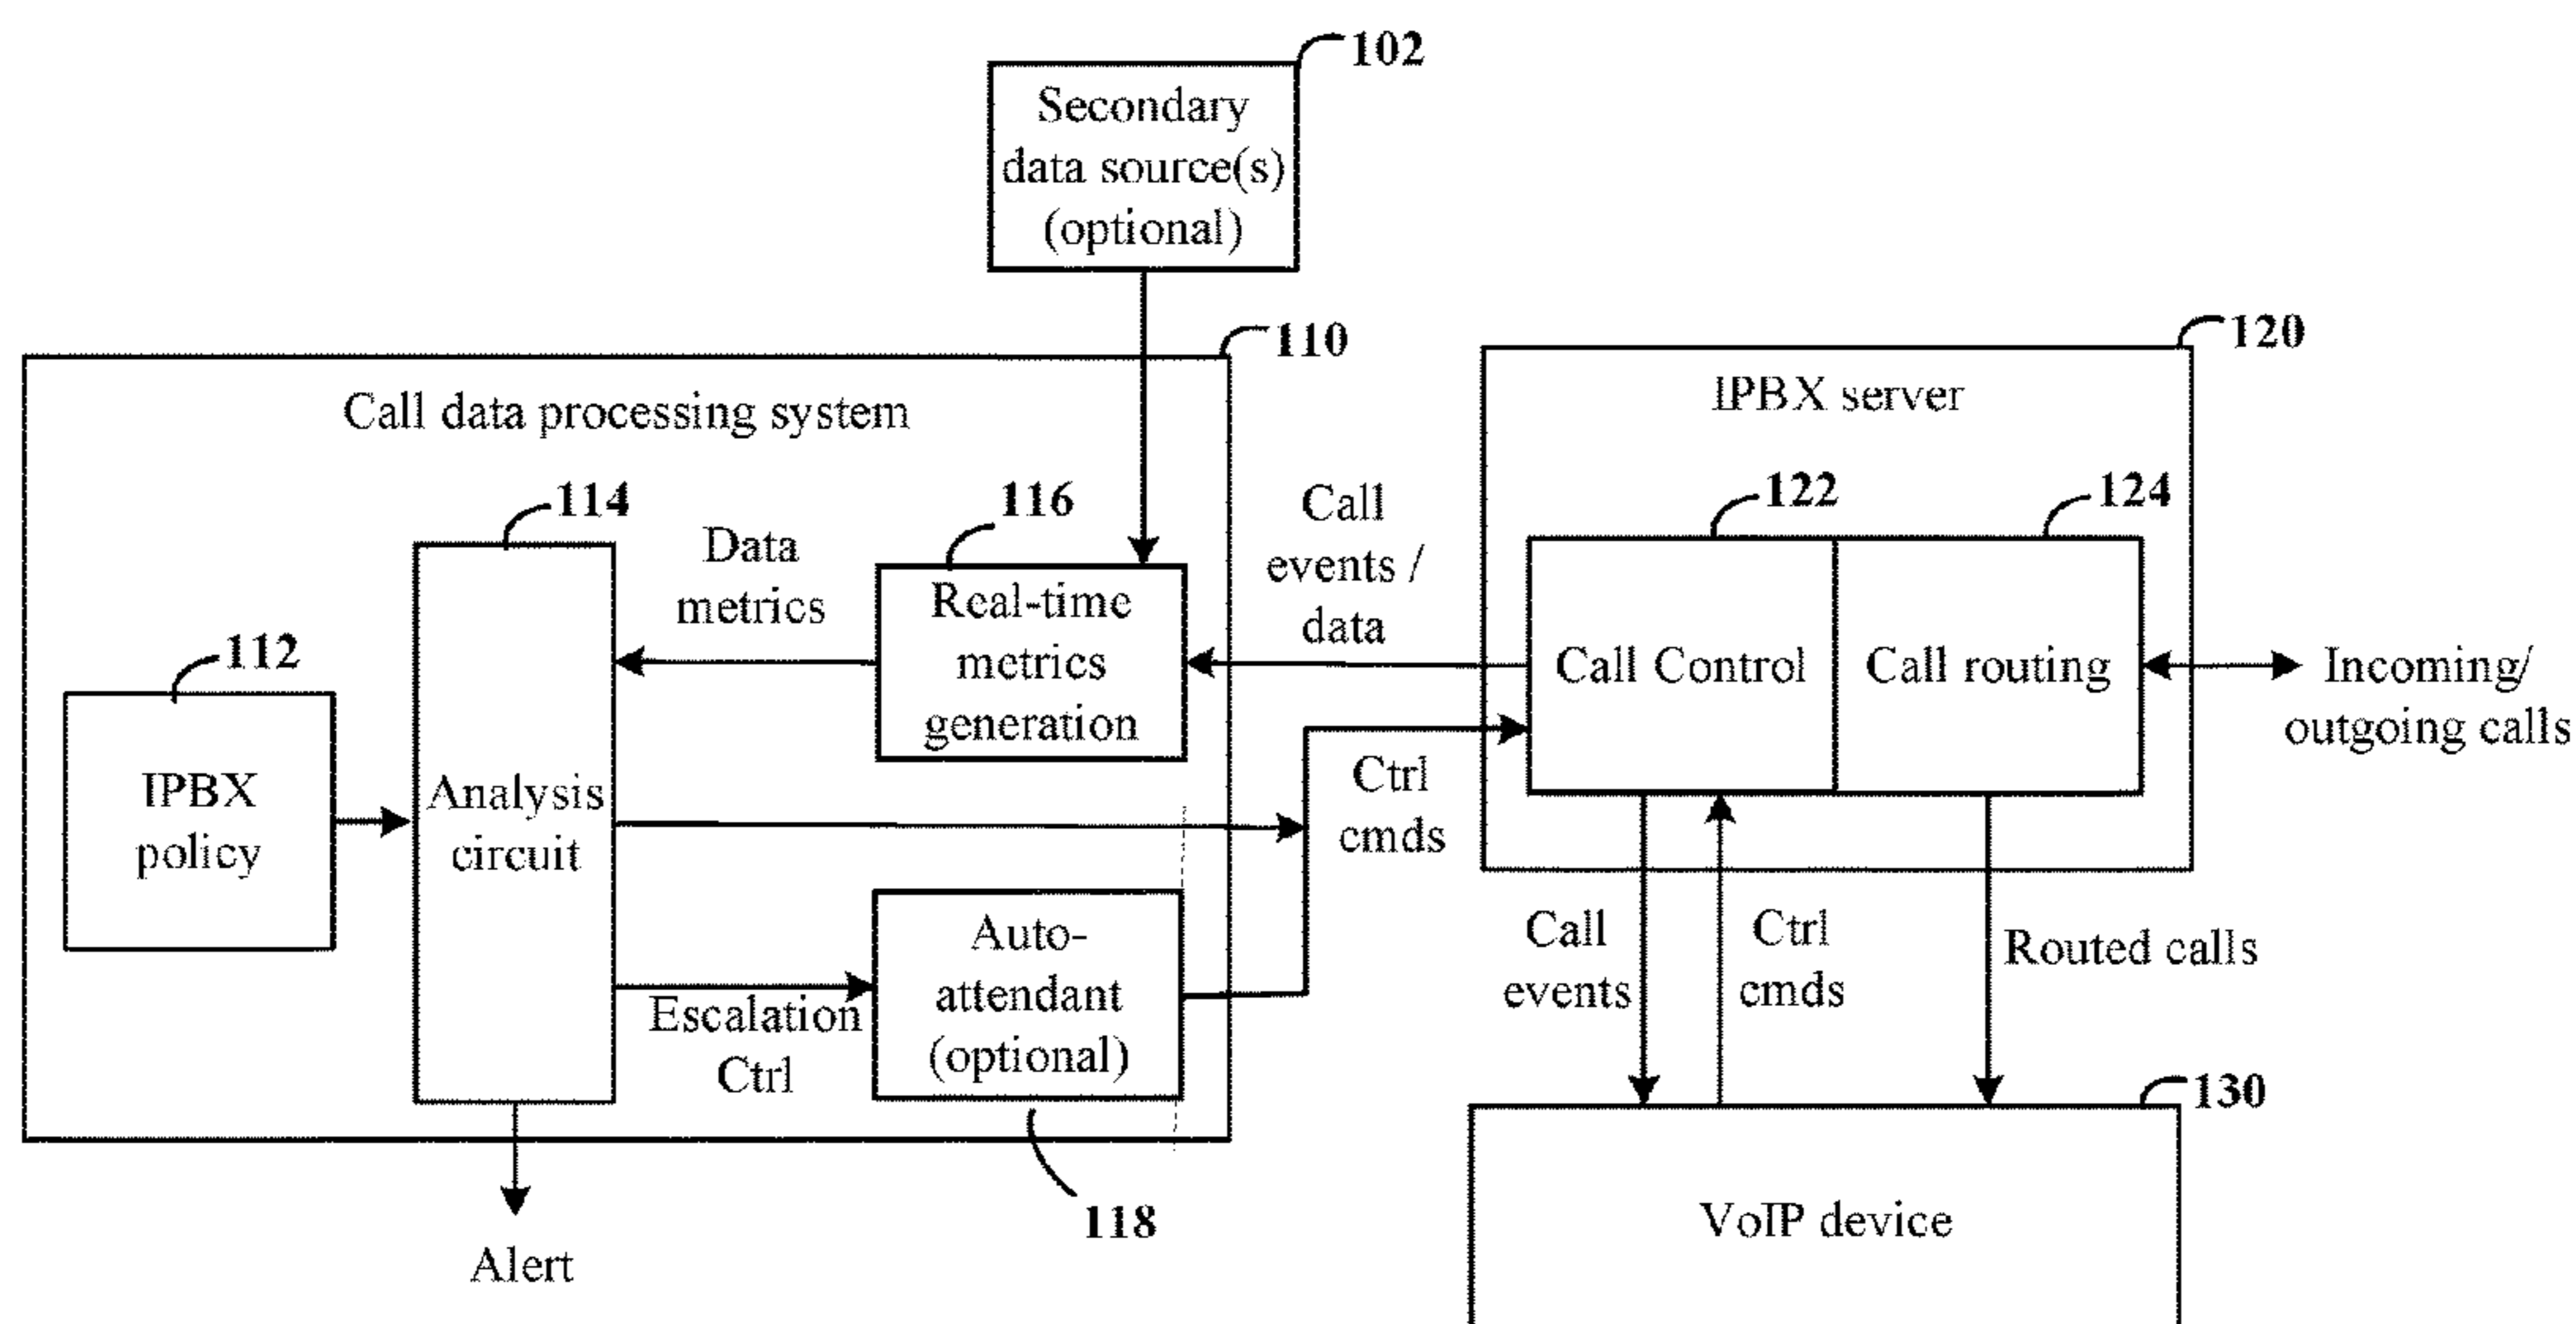 102
Secondary
data source(s)
(optional)
110
Call data processing system
120
IPBX server
114
116
122
124
Data
metrics
Real-time
metrics
generation
Call
events /
data
Call Control
Call routing
Incoming/
outgoing calls
112
IPBX
policy
Analysis
circuit
Ctrl
cmds
Escalation
Ctrl
Auto-
attendant
(optional)
118
Alert
Call
events
Ctrl
cmds
Routed calls
130
VoIP device